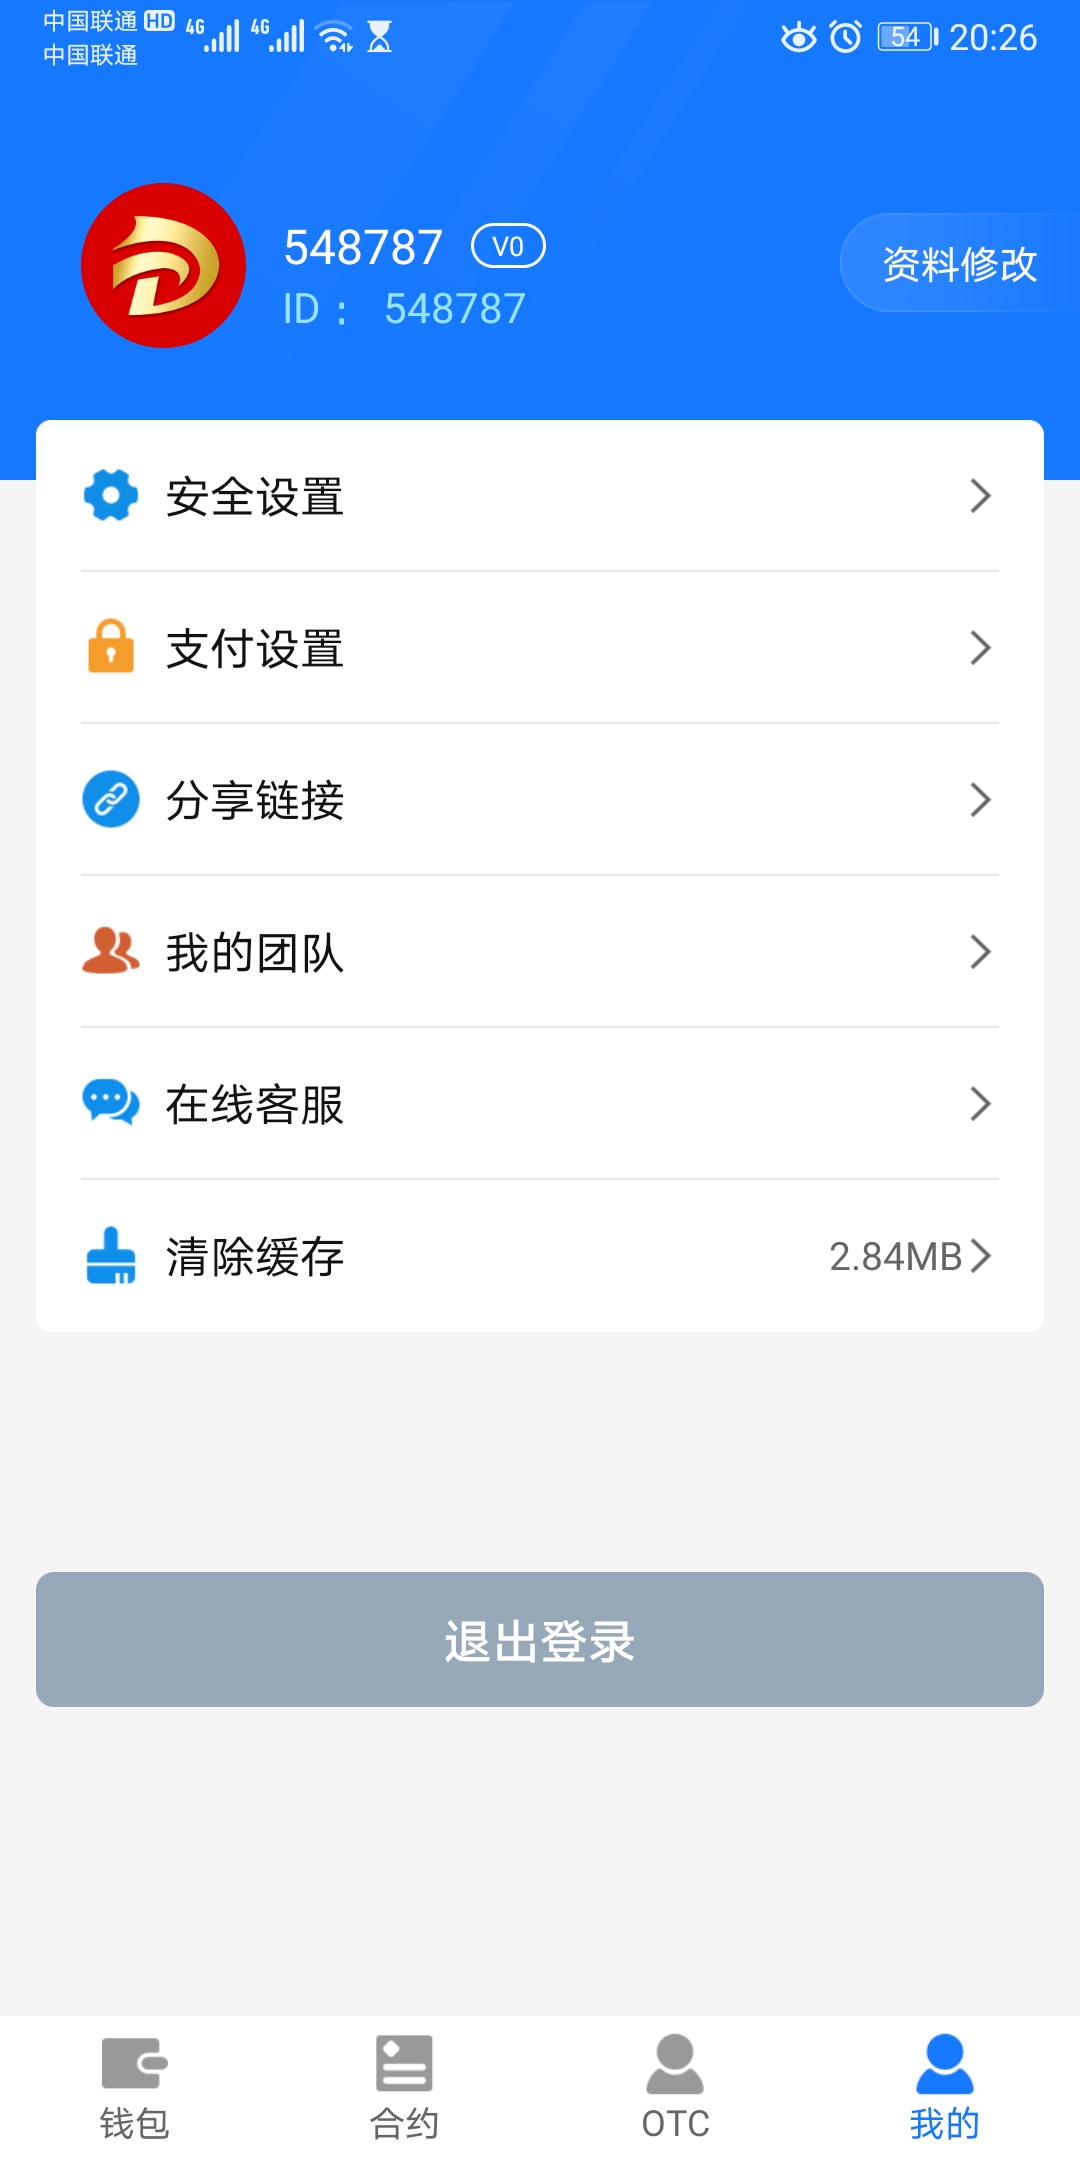 中国联通 HD 4G 4G 54 20:26
中国联通
548787 V0
ID： 548787
资料修改
安全设置
支付设置
分享链接
我的团队
在线客服
清除缓存 2.84MB
退出登录
钱包 合约 OTC 我的